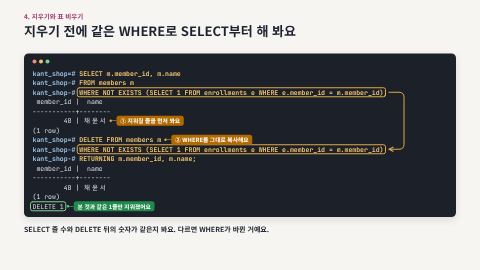 4. 지우기와 표 비우기
지우기 전에 같은 WHERE로 SELECT부터 해 봐요
kant_shop=# SELECT m.member_id, m.name
kant_shop-# FROM members m
kant_shop-# WHERE NOT EXISTS (SELECT 1 FROM enrollments e WHERE e.member_id = m.member_id)
member_id | name
-----------+--------
48 | 채윤서 ① 지워질 줄을 먼저 봐요
(1 row)
kant_shop=# DELETE FROM members m ② WHERE를 그대로 복사해요
kant_shop-# WHERE NOT EXISTS (SELECT 1 FROM enrollments e WHERE e.member_id = m.member_id)
kant_shop-# RETURNING m.member_id, m.name;
member_id | name
-----------+--------
48 | 채윤서
(1 row)
DELETE 1 본 것과 같은 1줄만 지워졌어요
SELECT 줄 수와 DELETE 뒤의 숫자가 같은지 봐요. 다르면 WHERE가 바뀐 거예요.